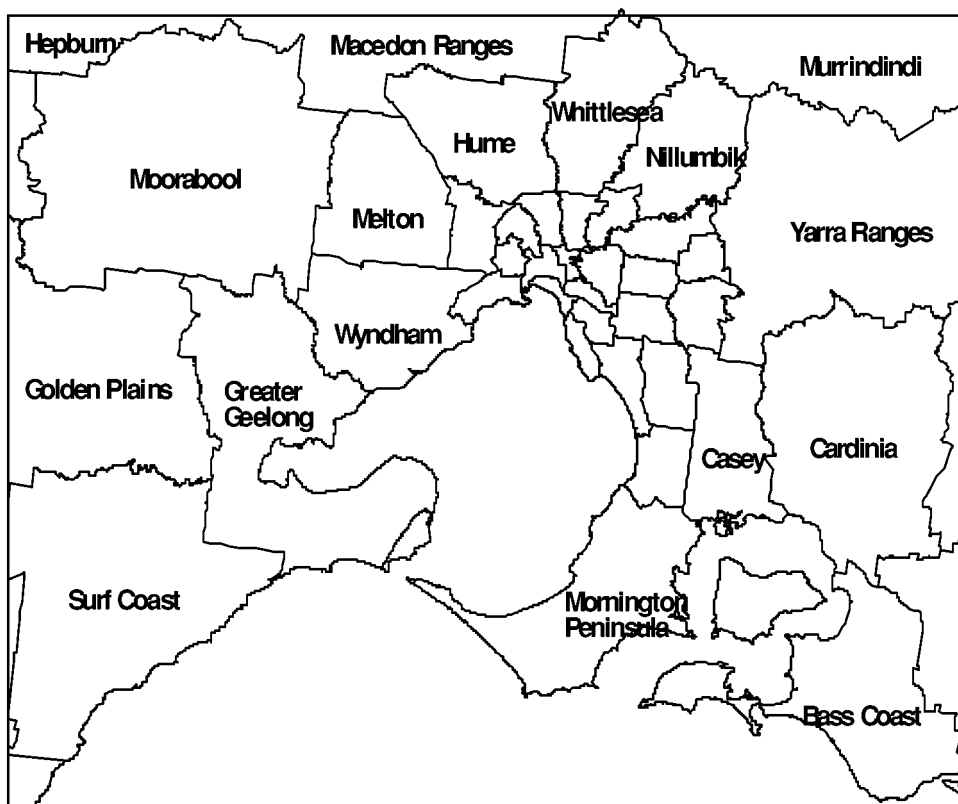 Hepburn
Macedon Ranges
Murrindindi
Whittlesea
Hume
Nillumbik
Moorabool
Melton
Yarra Ranges
Wyndham
Golden Plains
Greater
Geelong
Casey
Cardinia
Surf Coast
Mornington
Peninsula
Bass Coast